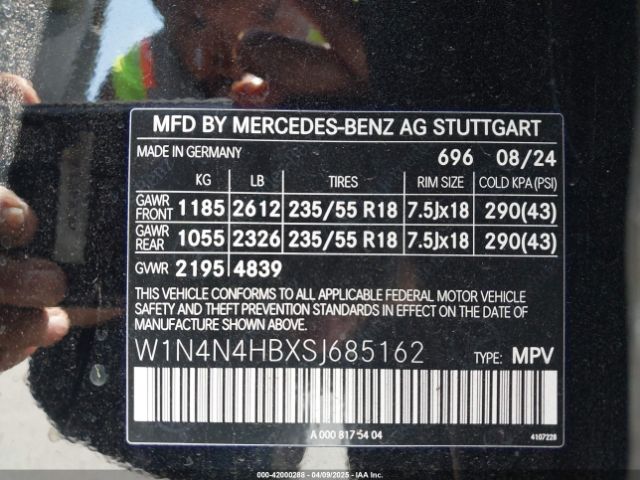 MFD BY MERCEDES-BENZ AG STUTTGART
MADE IN GERMANY 696 08/24
KG LB TIRES RIM SIZE COLD KPA(PSI)
GAWR FRONT 1185 2612 235/55 R18 7.5Jx18 290(43)
GAWR REAR 1055 2326 235/55 R18 7.5Jx18 290(43)
GVWR 2195 4839
THIS VEHICLE CONFORMS TO ALL APPLICABLE FEDERAL MOTOR VEHICLE
SAFETY AND THEFT PREVENTION STANDARDS IN EFFECT ON THE DATE OF
MANUFACTURE SHOWN ABOVE.
W1N4N4HBXSJ685162 TYPE: MPV
A 000 817 54 04 4107228
000-42000288 - 04/09/2025 - IAA, Inc.